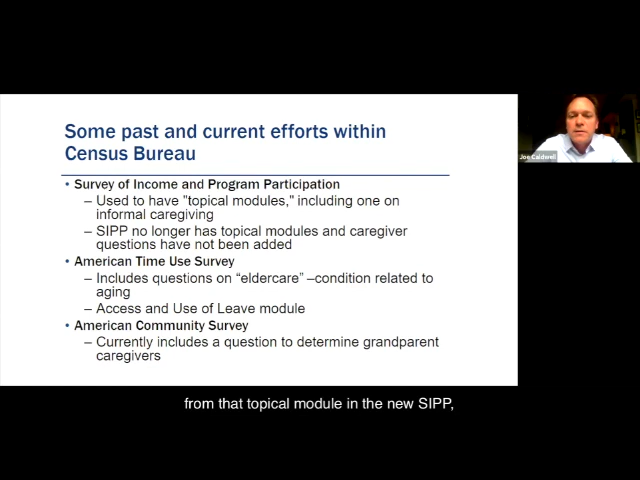 Some past and current efforts within
Census Bureau
• Survey of Income and Program Participation
– Used to have "topical modules," including one on
informal caregiving
– SIPP no longer has topical modules and caregiver
questions have not been added
• American Time Use Survey
– Includes questions on “eldercare” –condition related to
aging
– Access and Use of Leave module
• American Community Survey
– Currently includes a question to determine grandparent
caregivers
Joe Caldwell
from that topical module in the new SIPP,